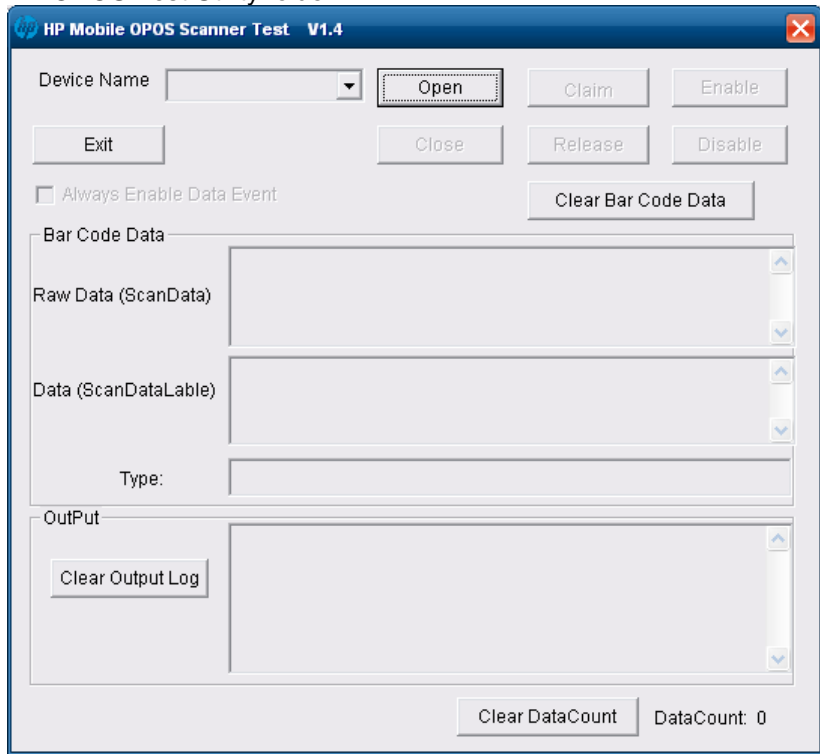 HP Mobile OPOS Scanner Test V1.4
Device Name
Open
Claim
Enable
Exit
Close
Release
Disable
Always Enable Data Event
Clear Bar Code Data
Bar Code Data
Raw Data (ScanData)
Data (ScanDataLable)
Type:
OutPut
Clear Output Log
Clear DataCount
DataCount: 0